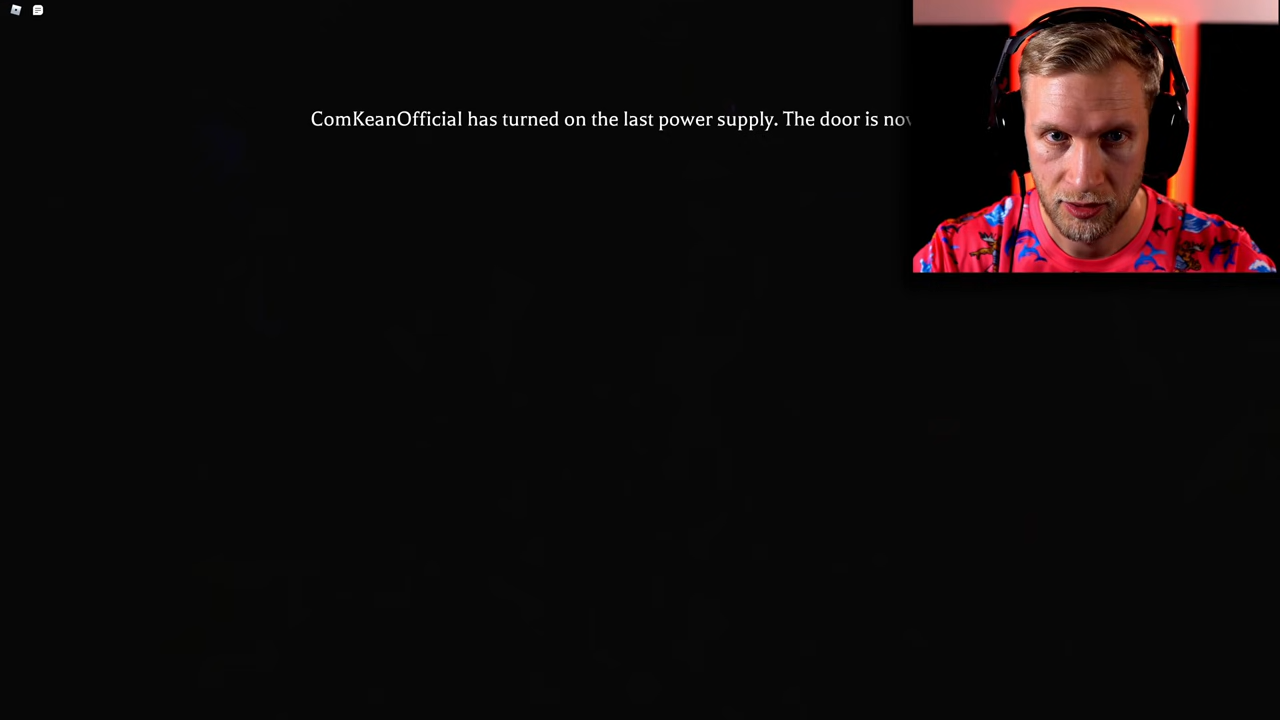 ComKeanOfficial has turned on the last power supply. The door is